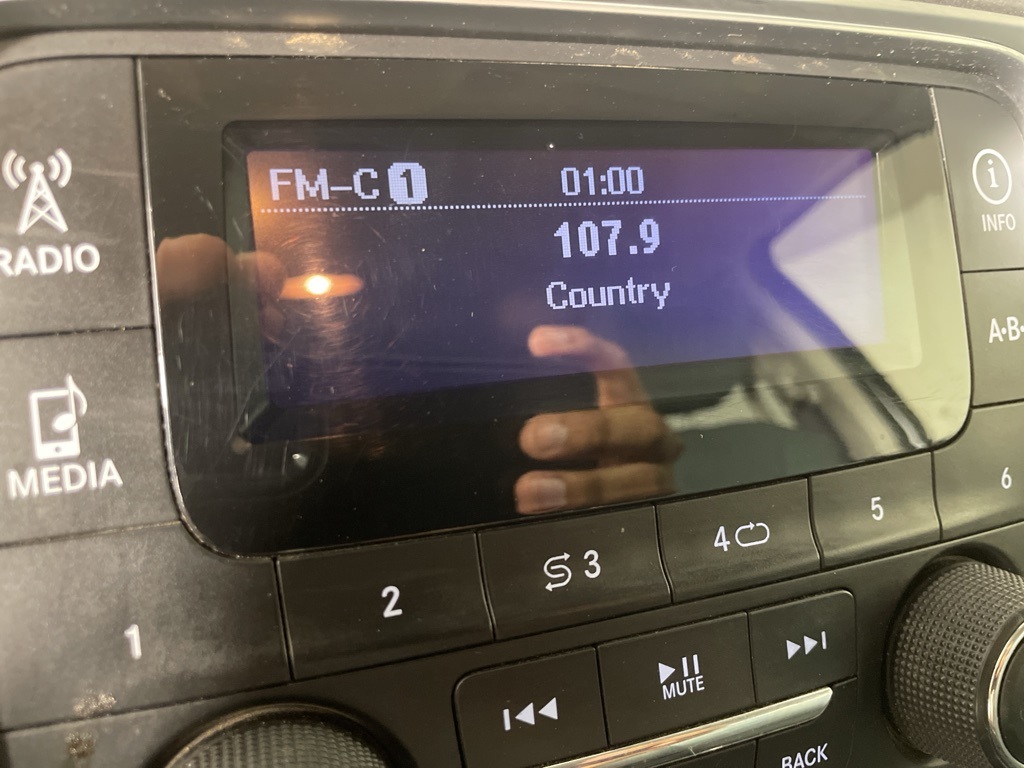 FM-C 1 01:00
107.9
Country
RADIO
MEDIA
INFO
A·B·
1
2
3
4
5
6
MUTE
BACK